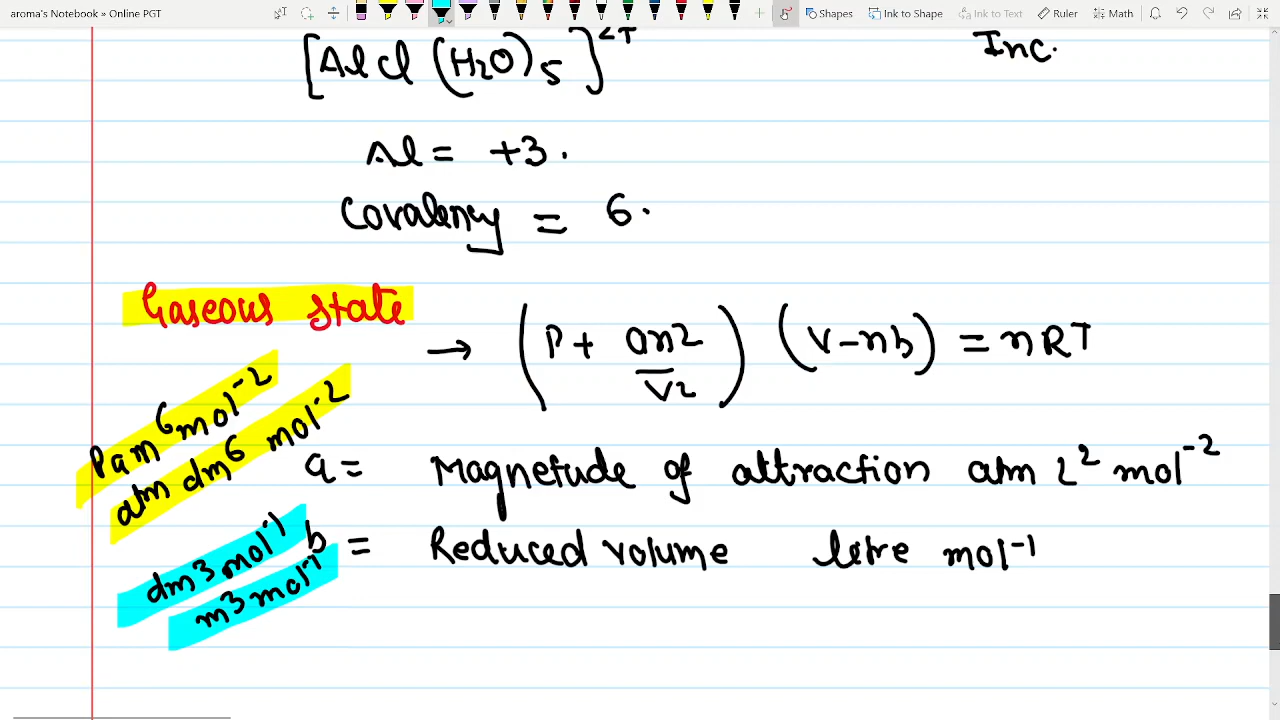 aroma's Notebook » Online PGT
Shapes Ink to Shape Ink to Text Ruler Math
[AlCl (H2O)5]2+
Inc.
Al = +3.
Covalency = 6.
Gaseous state
→ (P + an2/V2) (V-nb) = nRT
Pam6mol-2
atm dm6 mol-2
a = Magnetude of attraction atm L2 mol-2
b = Reduced volume litre mol-1
dm3mol-1
m3mol-1